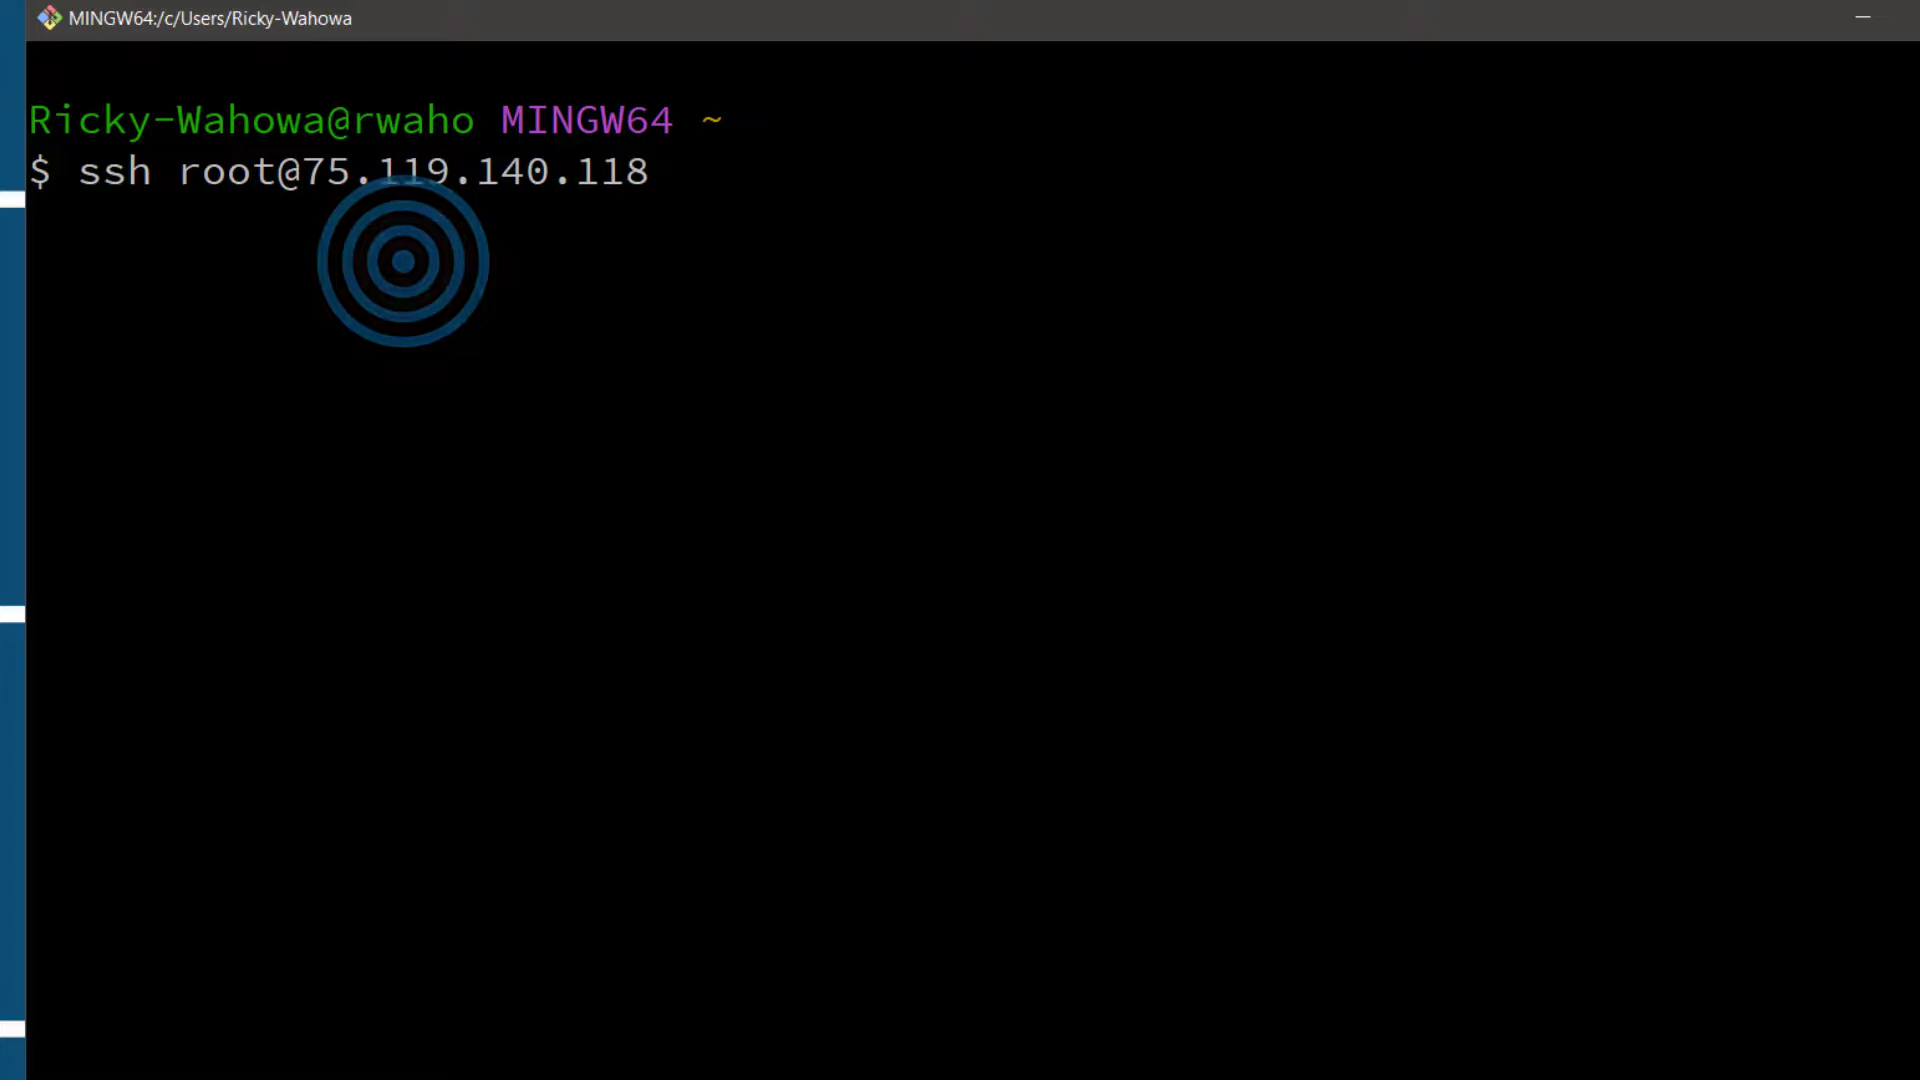 MINGW64:/c/Users/Ricky-Wahowa
Ricky-Wahowa@rwaho MINGW64 ~
$ ssh root@75.119.140.118